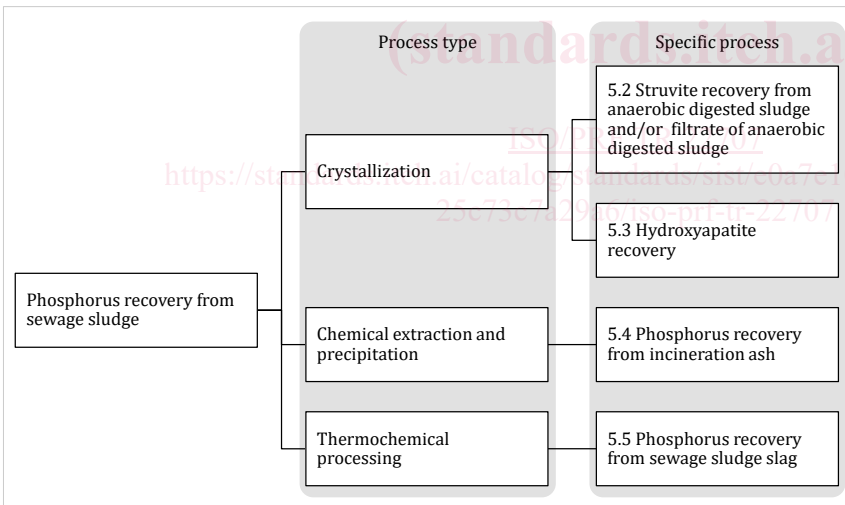 Process type
Specific process
(standards.iteh.a
5.2 Struvite recovery from
anaerobic digested sludge
and/or filtrate of anaerobic
digested sludge
Crystallization
5.3 Hydroxyapatite
recovery
Phosphorus recovery from
sewage sludge
Chemical extraction and
precipitation
5.4 Phosphorus recovery
from incineration ash
Thermochemical
processing
5.5 Phosphorus recovery
from sewage sludge slag